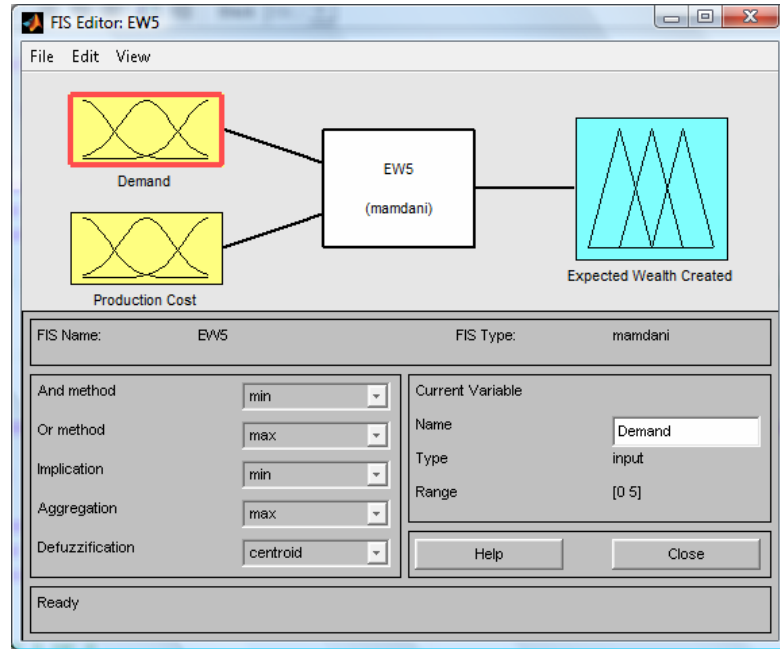 FIS Editor: EW5
File Edit View
Demand
EW5
(mamdani)
Production Cost
Expected Wealth Created
FIS Name: EW5 FIS Type: mamdani
And method min
Or method max
Implication min
Aggregation max
Defuzzification centroid
Current Variable
Name Demand
Type input
Range [0 5]
Help Close
Ready